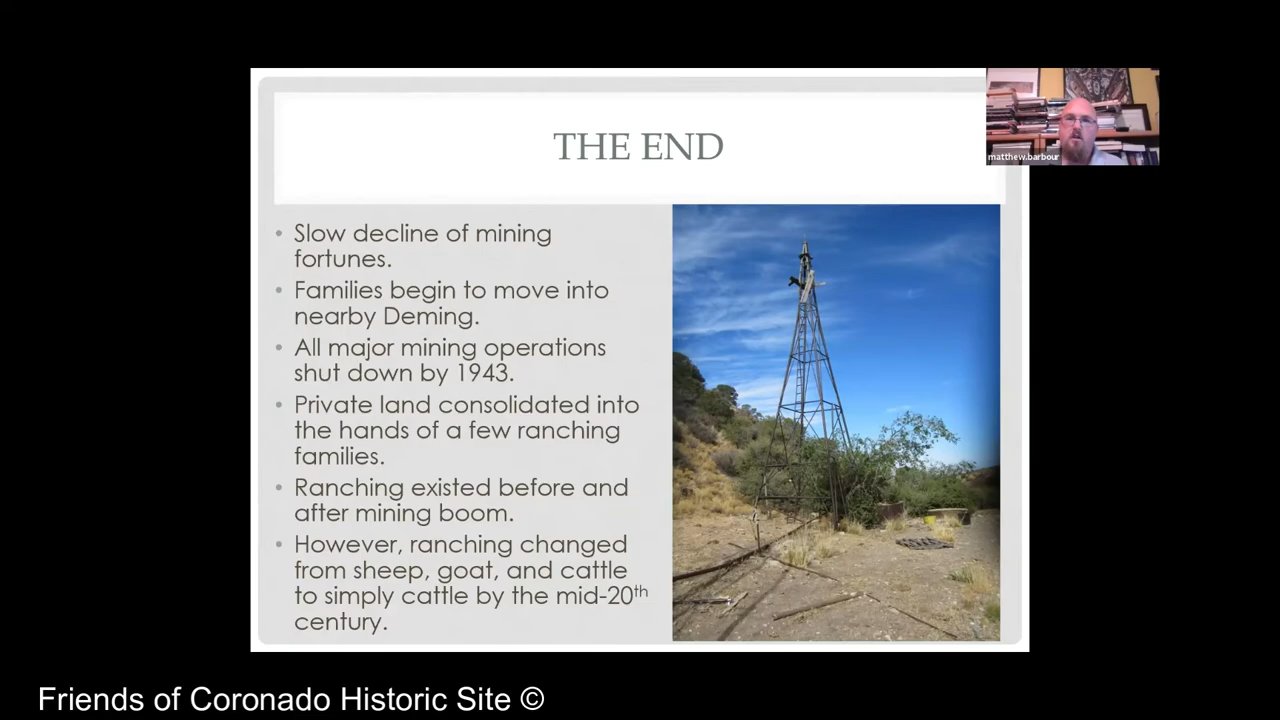 matthew.barbour
THE END
• Slow decline of mining
fortunes.
• Families begin to move into
nearby Deming.
• All major mining operations
shut down by 1943.
• Private land consolidated into
the hands of a few ranching
families.
• Ranching existed before and
after mining boom.
• However, ranching changed
from sheep, goat, and cattle
to simply cattle by the mid-20th
century.
Friends of Coronado Historic Site ©